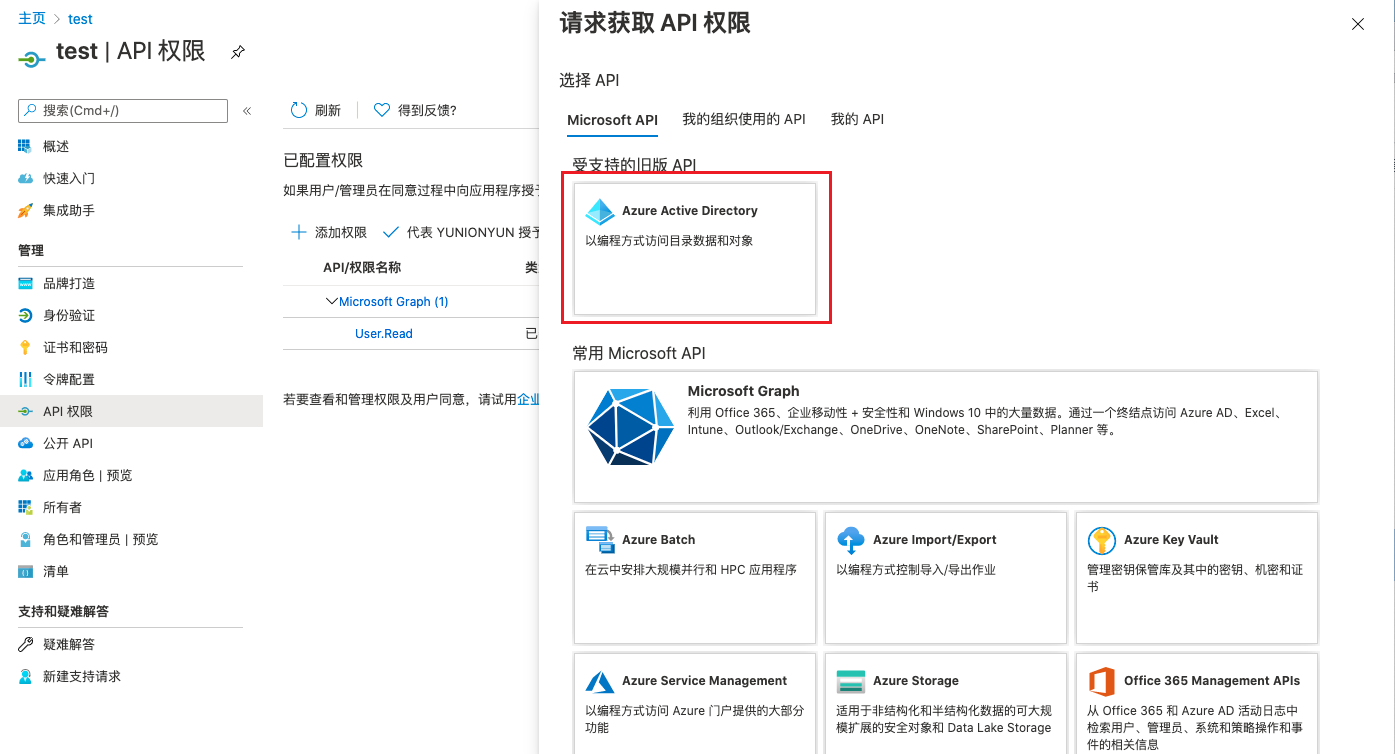 主页 > test
test | API 权限
搜索(Cmd+/)
«
概述
快速入门
集成助手
管理
品牌打造
身份验证
证书和密码
令牌配置
API 权限
公开 API
应用角色 | 预览
所有者
角色和管理员 | 预览
清单
支持和疑难解答
疑难解答
新建支持请求
刷新
得到反馈?
已配置权限
如果用户/管理员在同意过程中向应用程序授予
添加权限
代表 YUNIONYUN 授予
API/权限名称
类
Microsoft Graph (1)
User.Read
已
若要查看和管理权限及用户同意，请试用企业
请求获取 API 权限
选择 API
Microsoft API
我的组织使用的 API
我的 API
受支持的旧版 API
Azure Active Directory
以编程方式访问目录数据和对象
常用 Microsoft API
Microsoft Graph
利用 Office 365、企业移动性 + 安全性和 Windows 10 中的大量数据。通过一个终结点访问 Azure AD、Excel、
Intune、Outlook/Exchange、OneDrive、OneNote、SharePoint、Planner 等。
Azure Batch
在云中安排大规模并行和 HPC 应用程序
Azure Import/Export
以编程方式控制导入/导出作业
Azure Key Vault
管理密钥保管库及其中的密钥、机密和证
书
Azure Service Management
以编程方式访问 Azure 门户提供的大部分
功能
Azure Storage
适用于非结构化和半结构化数据的可大规
模扩展的安全对象和 Data Lake Storage
Office 365 Management APIs
从 Office 365 和 Azure AD 活动日志中
检索用户、管理员、系统和策略操作和事
件的相关信息